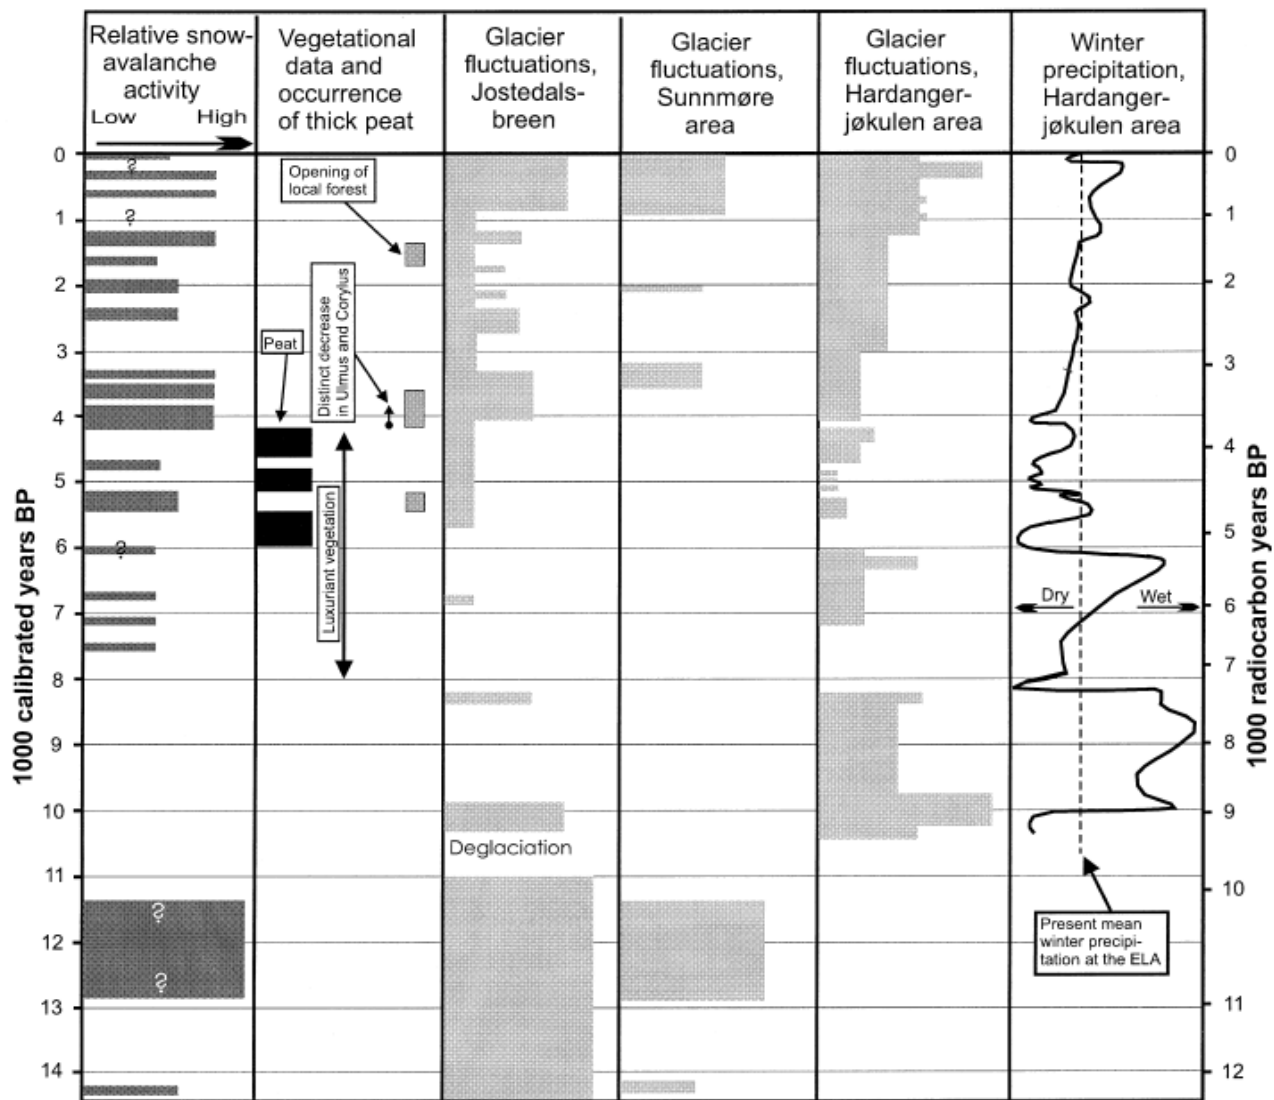 Relative snow-
avalanche
activity
Low High
Vegetational
data and
occurrence
of thick peat
Glacier
fluctuations,
Jostedals-
breen
Glacier
fluctuations,
Sunnmøre
area
Glacier
fluctuations,
Hardanger-
jøkulen area
Winter
precipitation,
Hardanger-
jøkulen area
1000 calibrated years BP
0
1
2
3
4
5
6
7
8
9
10
11
12
13
14
?
?
?
?
?
Opening of
local forest
Distinct decrease
in Ulmus and Corylus
Peat
Luxuriant vegetation
Deglaciation
Dry Wet
Present mean
winter precipi-
tation at the ELA
0
1
2
3
4
5
6
7
8
9
10
11
12
1000 radiocarbon years BP